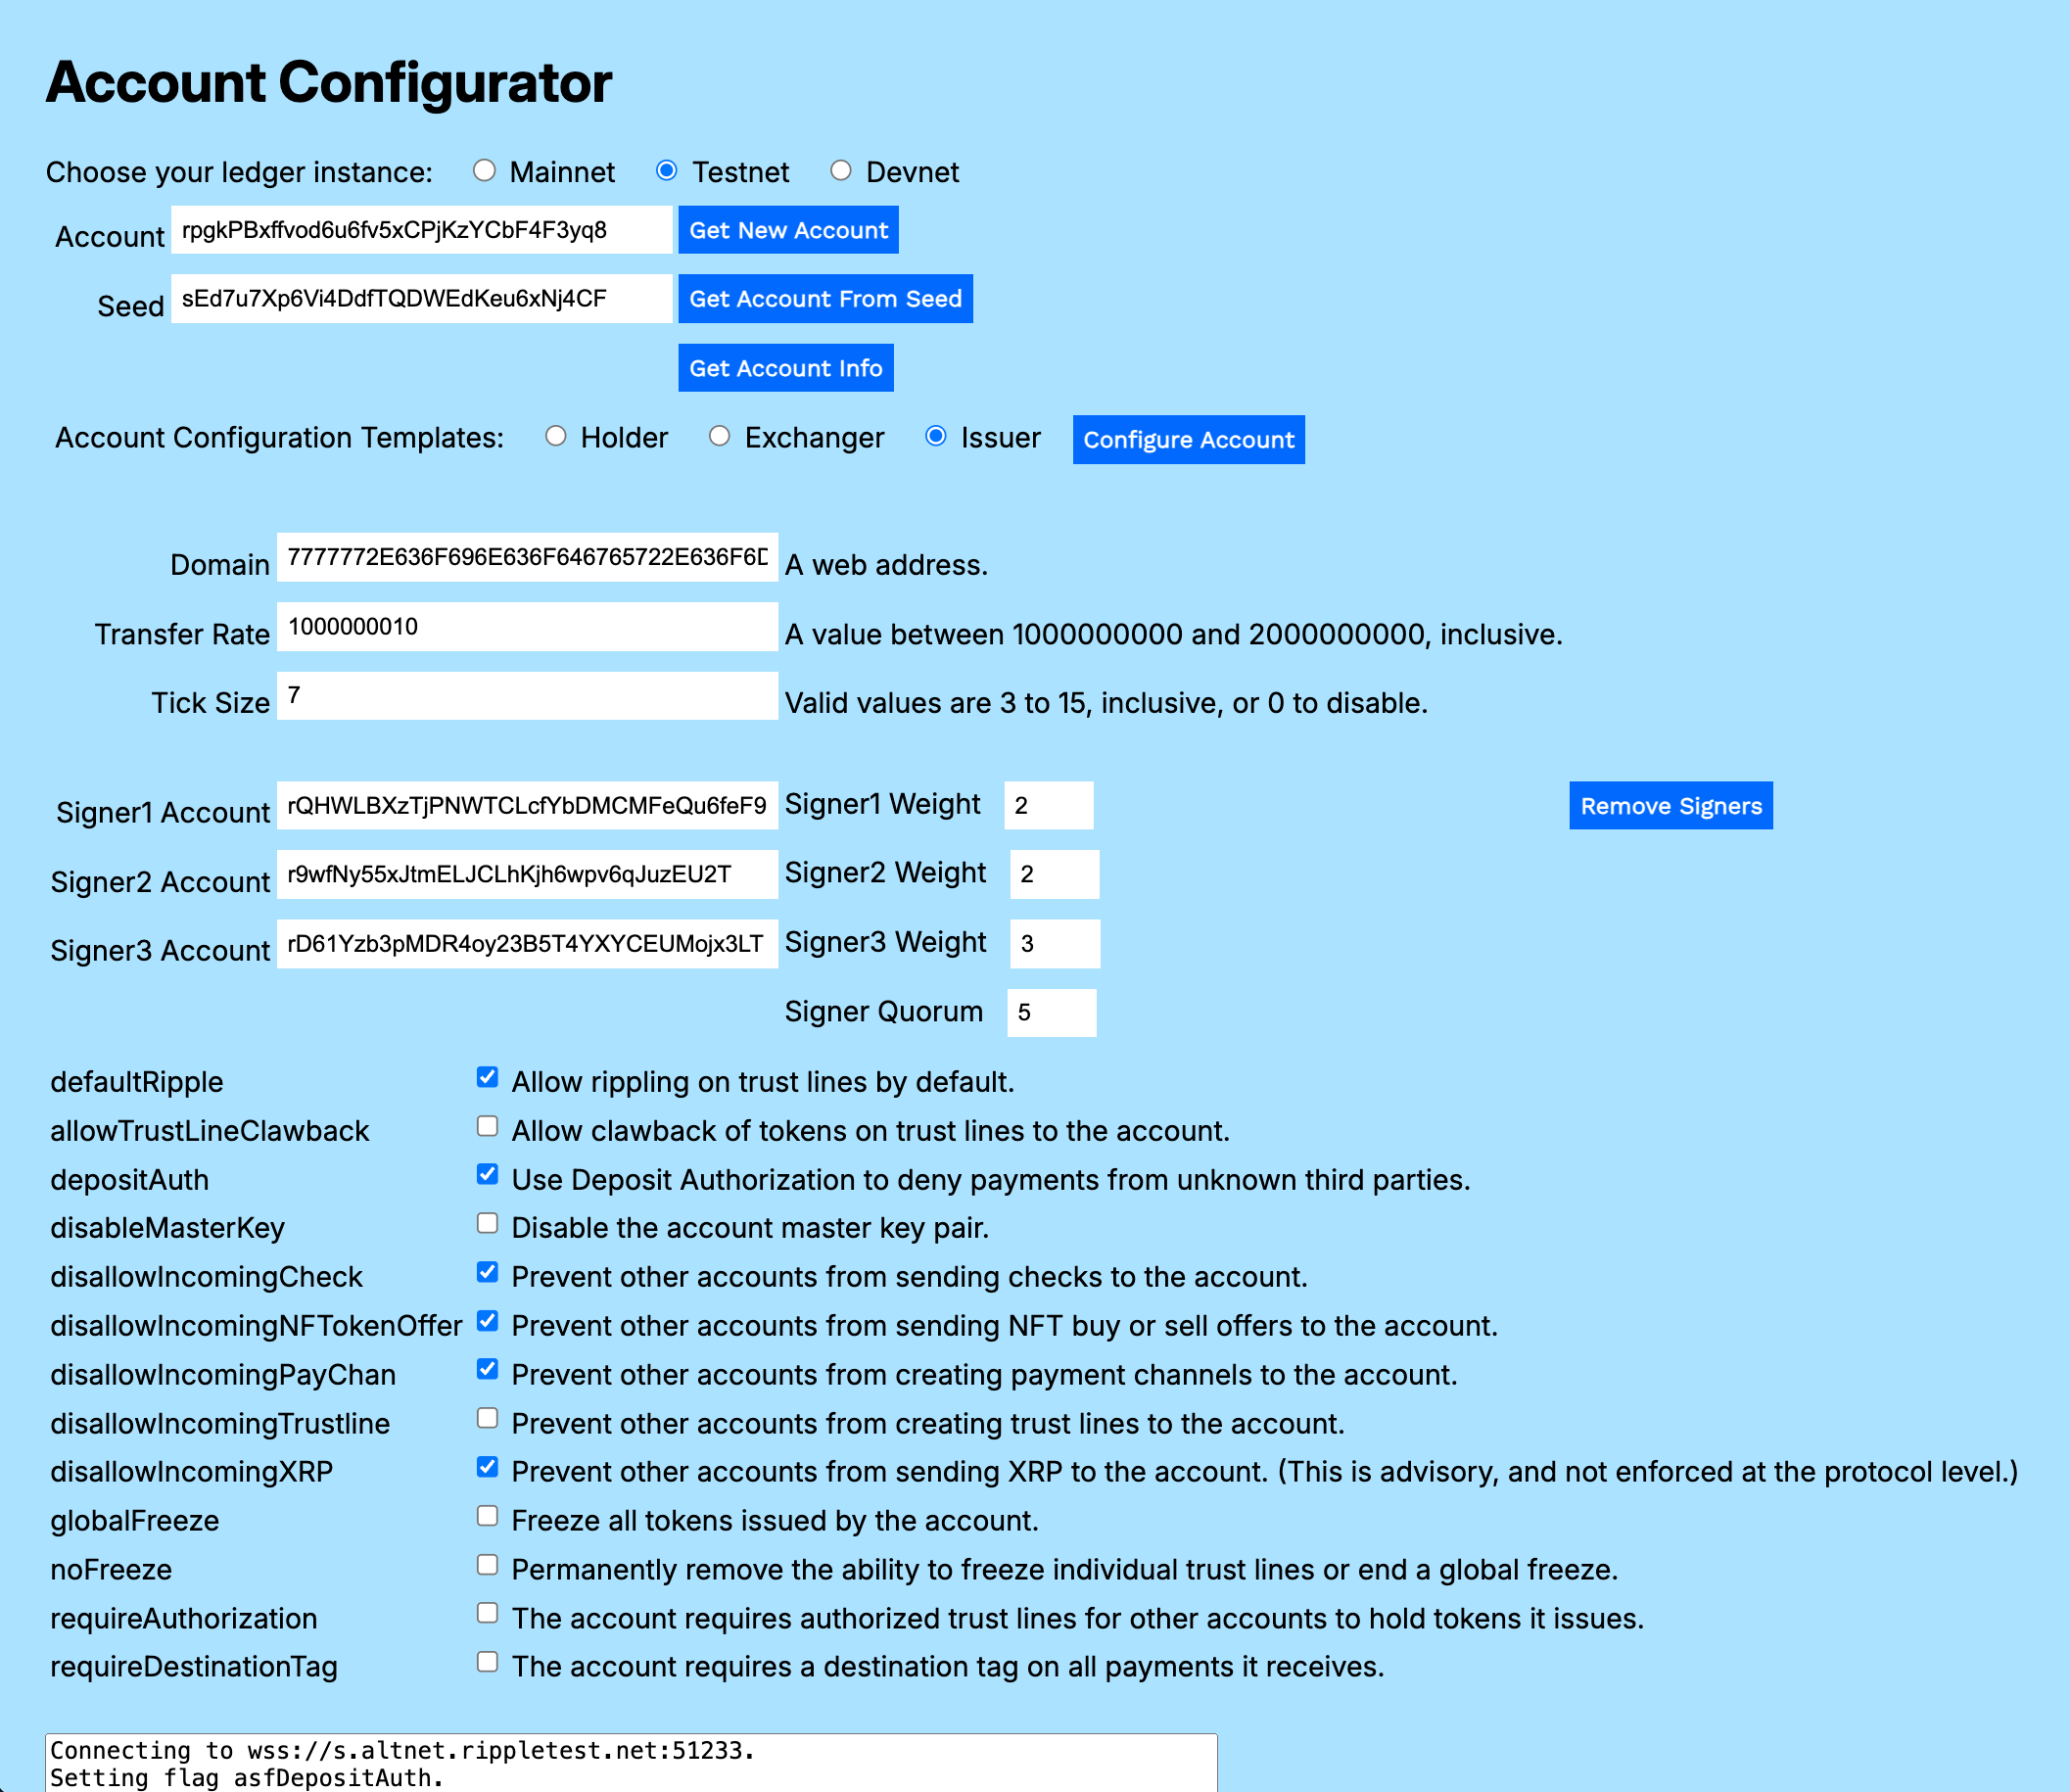 Account Configurator
Choose your ledger instance: Mainnet Testnet Devnet
Account rpgkPBxffvod6u6fv5xCPjKzYCbF4F3yq8 Get New Account
Seed sEd7u7Xp6Vi4DdfTQDWEdKeu6xNj4CF Get Account From Seed
Get Account Info
Account Configuration Templates: Holder Exchanger Issuer Configure Account
Domain 7777772E636F696E636F646765722E636F6D A web address.
Transfer Rate 1000000010 A value between 1000000000 and 2000000000, inclusive.
Tick Size 7 Valid values are 3 to 15, inclusive, or 0 to disable.
Signer1 Account rQHWLBXzTjPNWTCLcfYbDMCMFeQu6feF9 Signer1 Weight 2 Remove Signers
Signer2 Account r9wfNy55xJtmELJCLhKjh6wpv6qJuzEU2T Signer2 Weight 2
Signer3 Account rD61Yzb3pMDR4oy23B5T4YXYCEUMojx3LT Signer3 Weight 3
Signer Quorum 5
defaultRipple Allow rippling on trust lines by default.
allowTrustLineClawback Allow clawback of tokens on trust lines to the account.
depositAuth Use Deposit Authorization to deny payments from unknown third parties.
disableMasterKey Disable the account master key pair.
disallowIncomingCheck Prevent other accounts from sending checks to the account.
disallowIncomingNFTokenOffer Prevent other accounts from sending NFT buy or sell offers to the account.
disallowIncomingPayChan Prevent other accounts from creating payment channels to the account.
disallowIncomingTrustline Prevent other accounts from creating trust lines to the account.
disallowIncomingXRP Prevent other accounts from sending XRP to the account. (This is advisory, and not enforced at the protocol level.)
globalFreeze Freeze all tokens issued by the account.
noFreeze Permanently remove the ability to freeze individual trust lines or end a global freeze.
requireAuthorization The account requires authorized trust lines for other accounts to hold tokens it issues.
requireDestinationTag The account requires a destination tag on all payments it receives.
Connecting to wss://s.altnet.rippletest.net:51233.
Setting flag asfDepositAuth.